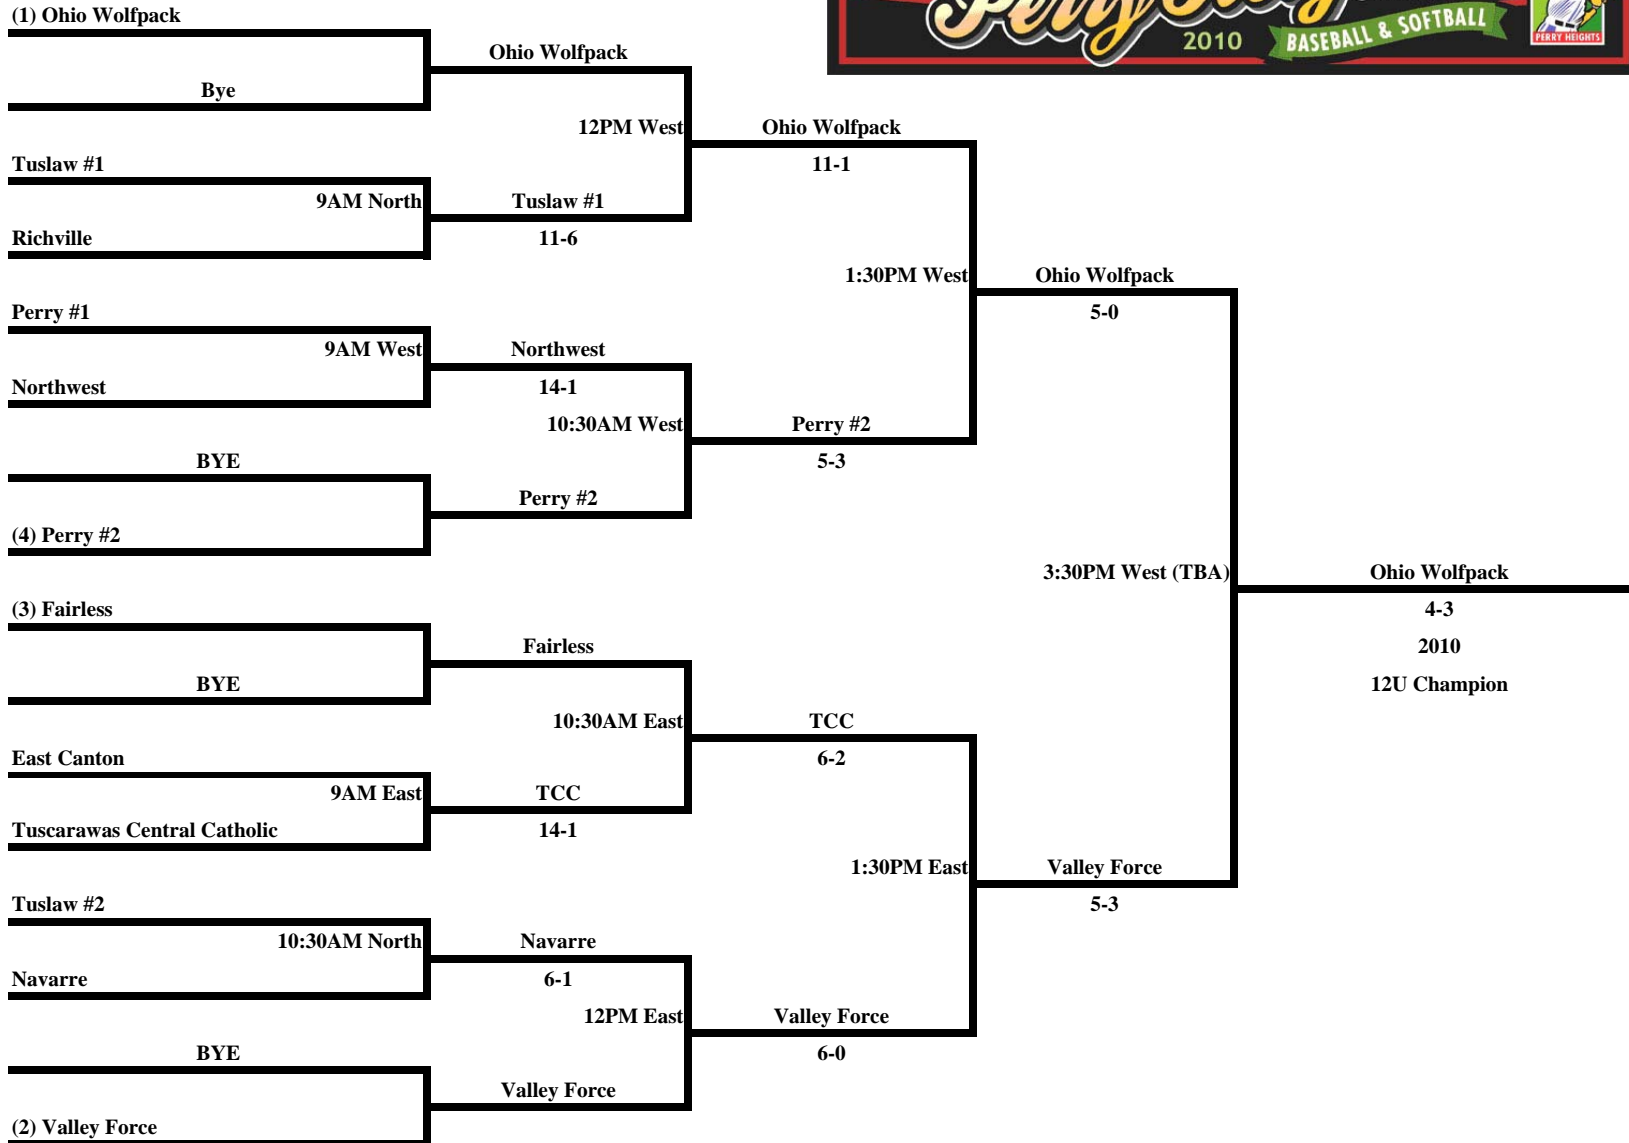 (1) Ohio Wolfpack
2010
BASEBALL & SOFTBALL
PERRY HEIGHTS
Ohio Wolfpack
Bye
12PM West
Ohio Wolfpack
11-1
Tuslaw #1
9AM North
Tuslaw #1
Richville
11-6
1:30PM West
Ohio Wolfpack
5-0
Perry #1
9AM West
Northwest
Northwest
14-1
10:30AM West
Perry #2
5-3
BYE
Perry #2
(4) Perry #2
3:30PM West (TBA)
Ohio Wolfpack
4-3
2010
12U Champion
(3) Fairless
Fairless
BYE
10:30AM East
TCC
6-2
East Canton
9AM East
TCC
Tuscarawas Central Catholic
14-1
1:30PM East
Valley Force
5-3
Tuslaw #2
10:30AM North
Navarre
Navarre
6-1
12PM East
Valley Force
6-0
BYE
Valley Force
(2) Valley Force